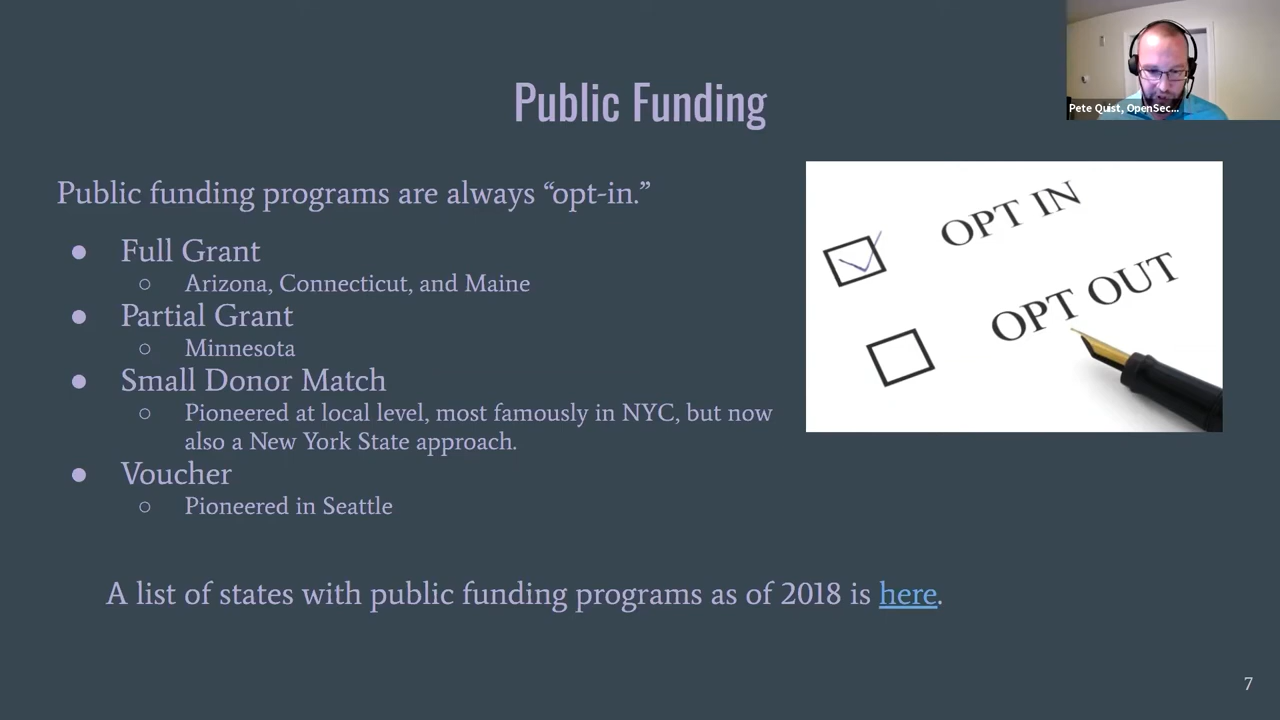 Pete Quist, OpenSec...
Public Funding
Public funding programs are always “opt-in.”
● Full Grant
○ Arizona, Connecticut, and Maine
● Partial Grant
○ Minnesota
● Small Donor Match
○ Pioneered at local level, most famously in NYC, but now
also a New York State approach.
● Voucher
○ Pioneered in Seattle
OPT IN
OPT OUT
A list of states with public funding programs as of 2018 is here.
7